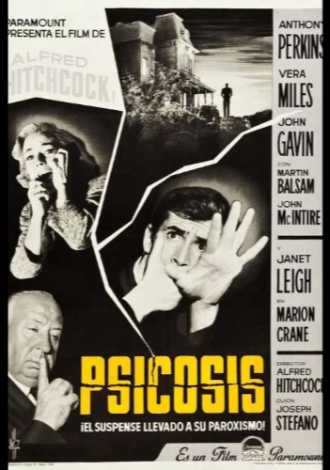 PARAMOUNT
PRESENTA EL FILM DE
ALFRED
HITCHCOCK
ANTHONY
PERKINS
VERA
MILES
JOHN
GAVIN
CON
MARTIN
BALSAM
JOHN
McINTIRE
Y
JANET
LEIGH
EN
MARION
CRANE
DIRECTOR
ALFRED
HITCHCOCK
GUION
JOSEPH
STEFANO
PSICOSIS
¡EL SUSPENSE LLEVADO A SU PAROXISMO!
Es un Film Paramount